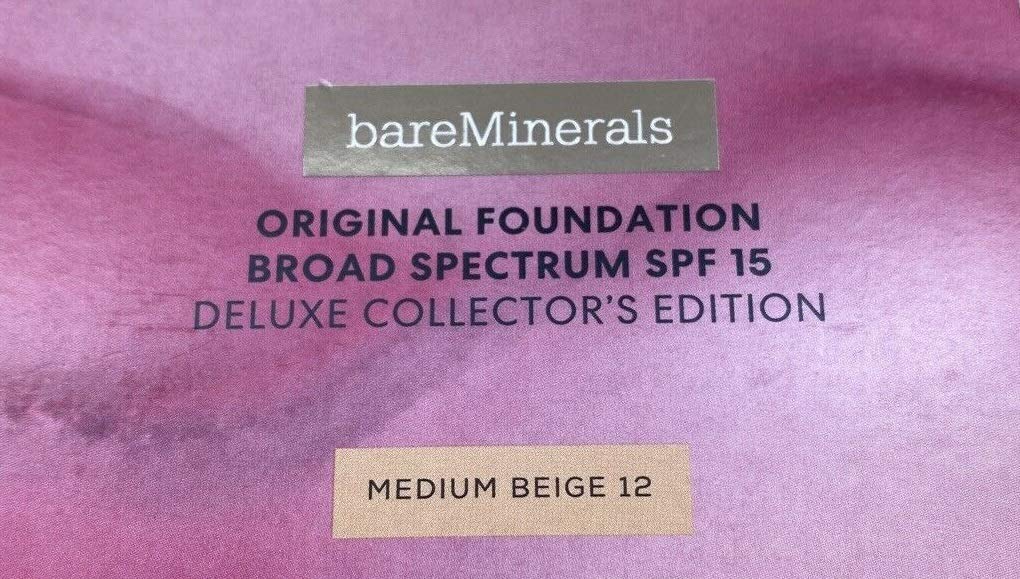 bareMinerals
ORIGINAL FOUNDATION
BROAD SPECTRUM SPF 15
DELUXE COLLECTOR'S EDITION
MEDIUM BEIGE 12